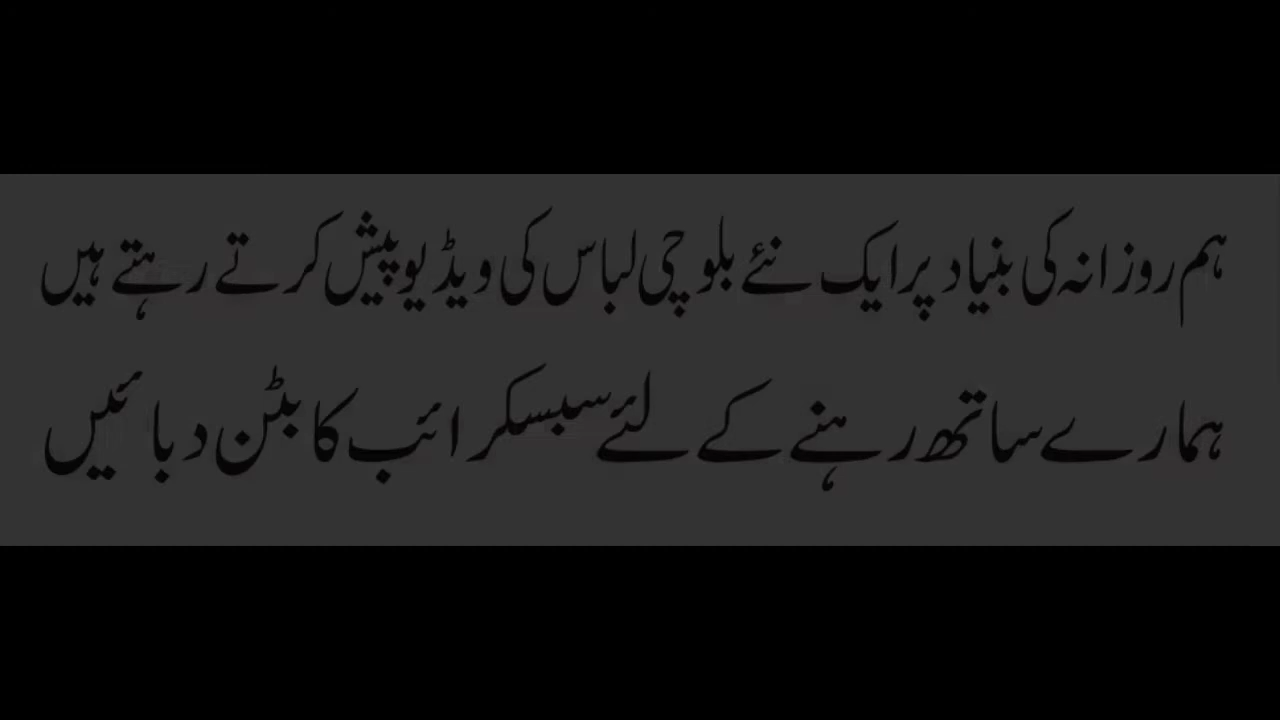 ہم روزانہ کی بنیاد پر ایک نئے بلوچی لباس کی ویڈیو پیش کرتے رہتے ہیں
ہمارے ساتھ رہنے کے لئے سبسکرائب کا بٹن دبائیں